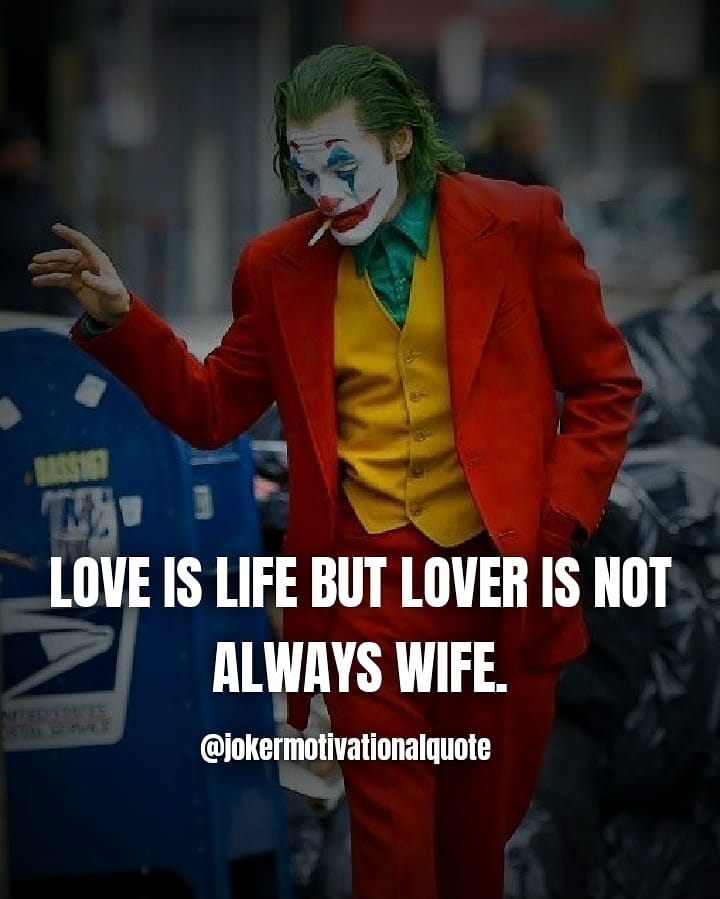 LOVE IS LIFE BUT LOVER IS NOT
ALWAYS WIFE.
@jokermotivationalquote